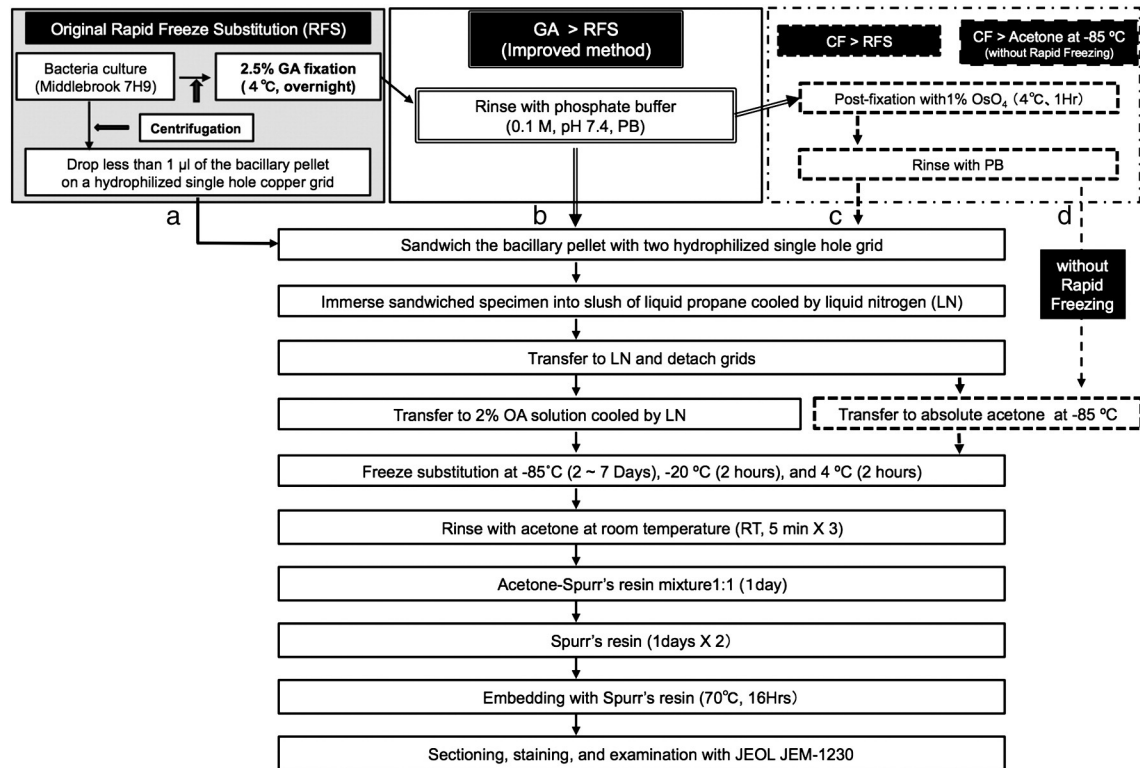 Original Rapid Freeze Substitution (RFS)
Bacteria culture
(Middlebrook 7H9)
2.5% GA fixation
(4℃, overnight)
Centrifugation
Drop less than 1 µl of the bacillary pellet
on a hydrophilized single hole copper grid
a
GA > RFS
(Improved method)
Rinse with phosphate buffer
(0.1 M, pH 7.4, PB)
b
CF > RFS
CF > Acetone at -85 ºC
(without Rapid Freezing)
Post-fixation with1% OsO₄ (4℃、1Hr)
Rinse with PB
c
d
without
Rapid
Freezing
Sandwich the bacillary pellet with two hydrophilized single hole grid
Immerse sandwiched specimen into slush of liquid propane cooled by liquid nitrogen (LN)
Transfer to LN and detach grids
Transfer to 2% OA solution cooled by LN
Transfer to absolute acetone at -85 ºC
Freeze substitution at -85˚C (2 ~ 7 Days), -20 ºC (2 hours), and 4 ºC (2 hours)
Rinse with acetone at room temperature (RT, 5 min X 3)
Acetone-Spurr's resin mixture1:1 (1day)
Spurr's resin (1days X 2)
Embedding with Spurr's resin (70℃, 16Hrs)
Sectioning, staining, and examination with JEOL JEM-1230